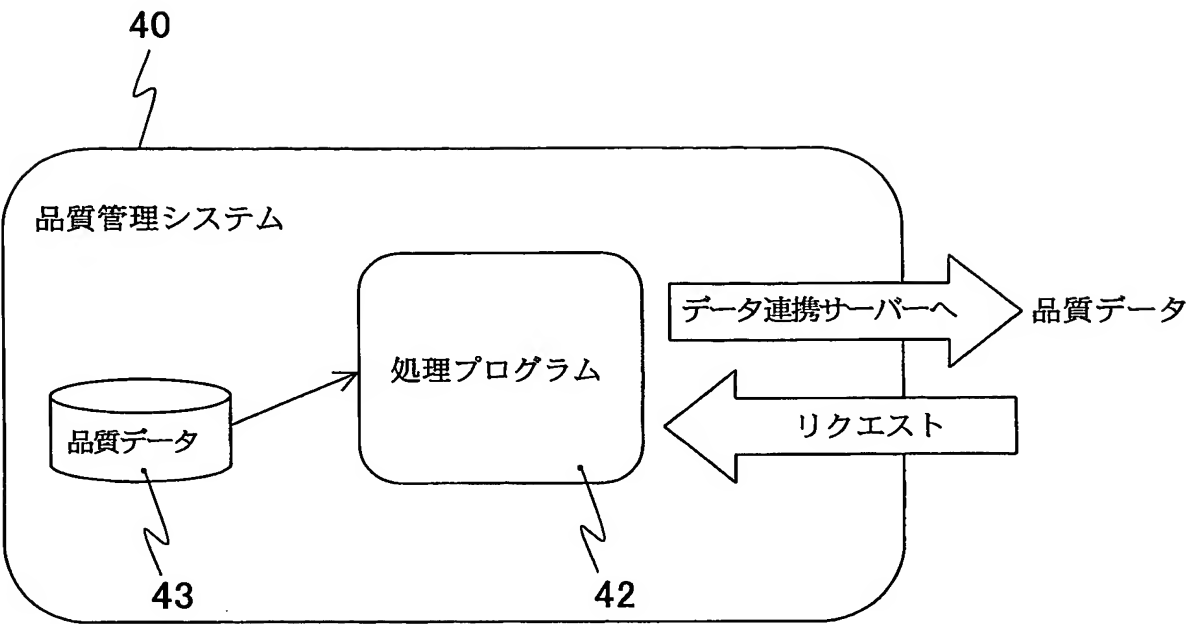 40
品質管理システム
データ連携サーバーへ
品質データ
処理プログラム
リクエスト
品質データ
43
42